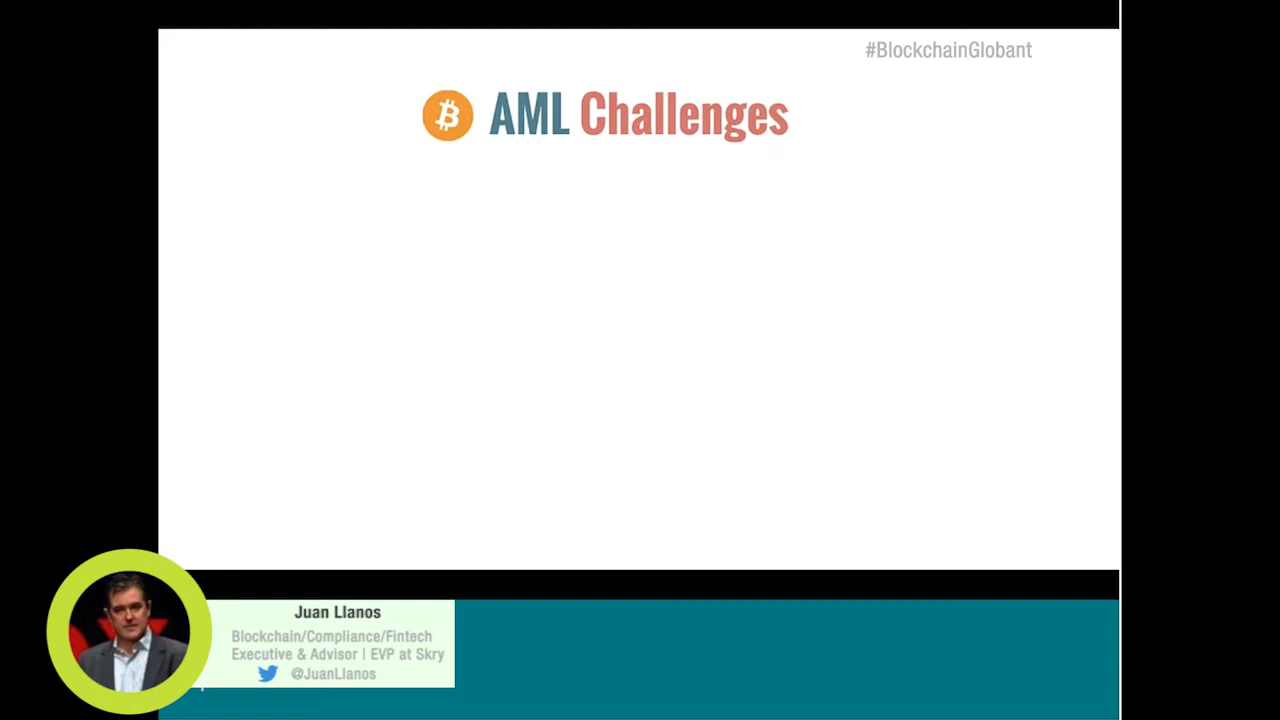 #BlockchainGlobant
AML Challenges
Juan Llanos
Blockchain/Compliance/Fintech
Executive & Advisor | EVP at Skry
@JuanLlanos